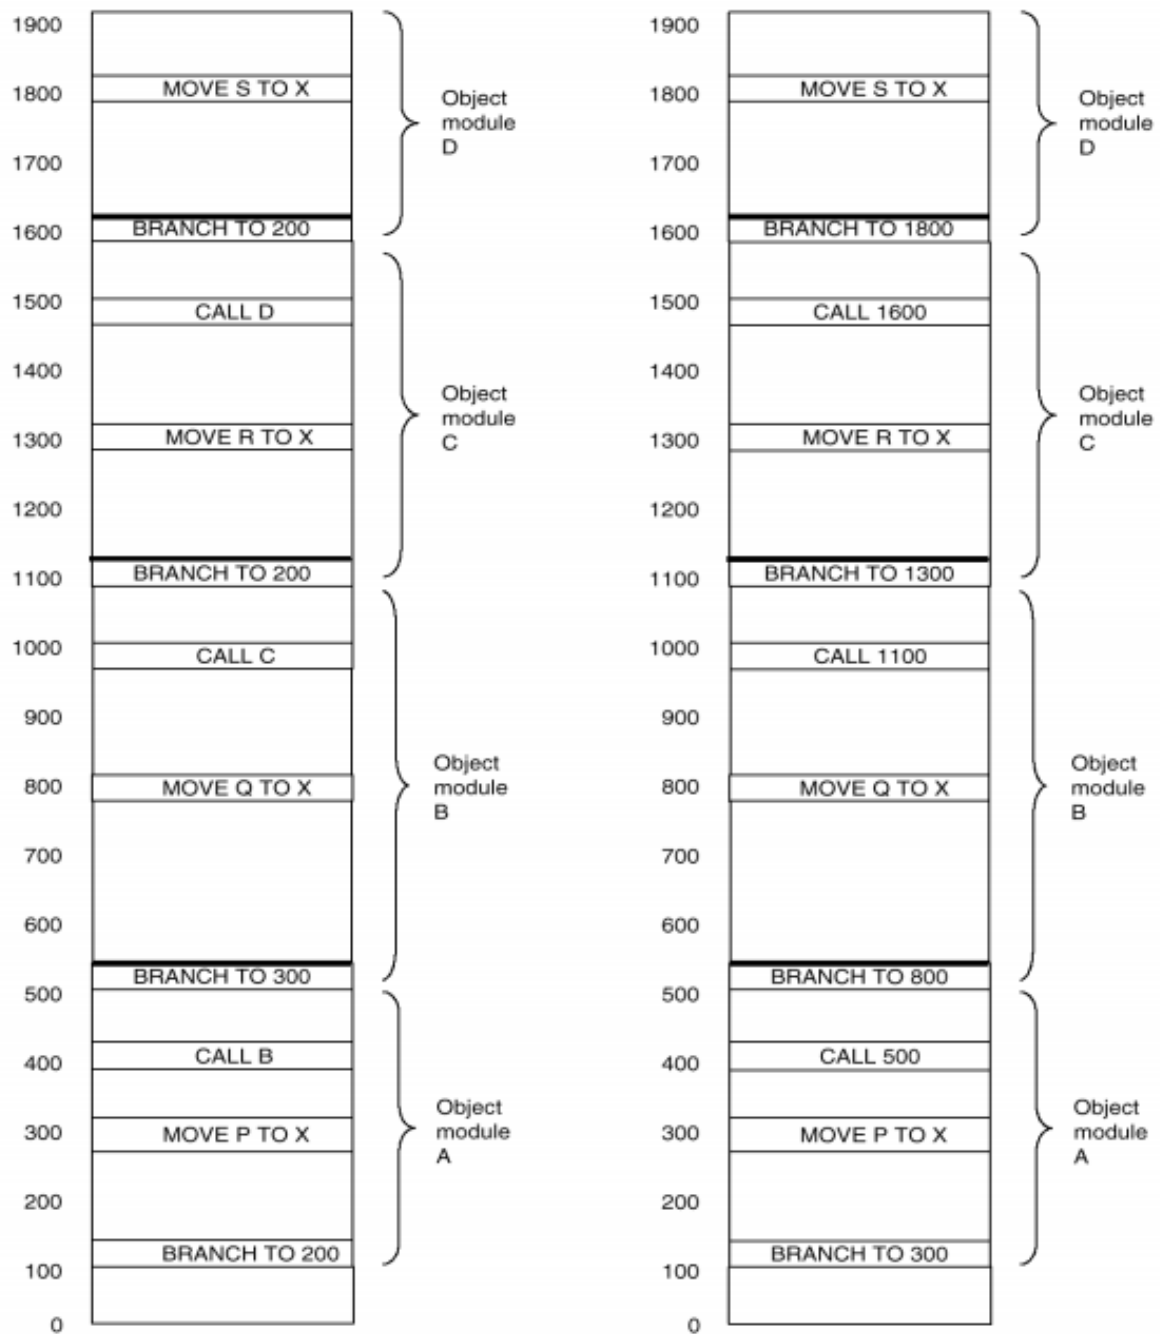 1900
MOVE S TO X
1800
Object
module
D
1700
1600
BRANCH TO 200
1500
CALL D
1400
Object
module
C
1300
MOVE R TO X
1200
1100
BRANCH TO 200
1000
CALL C
900
Object
module
B
800
MOVE Q TO X
700
600
BRANCH TO 300
500
CALL B
400
Object
module
A
300
MOVE P TO X
200
BRANCH TO 200
100
0
1900
MOVE S TO X
1800
Object
module
D
1700
1600
BRANCH TO 1800
1500
CALL 1600
1400
Object
module
C
1300
MOVE R TO X
1200
1100
BRANCH TO 1300
1000
CALL 1100
900
Object
module
B
800
MOVE Q TO X
700
600
BRANCH TO 800
500
CALL 500
400
Object
module
A
300
MOVE P TO X
200
BRANCH TO 300
100
0